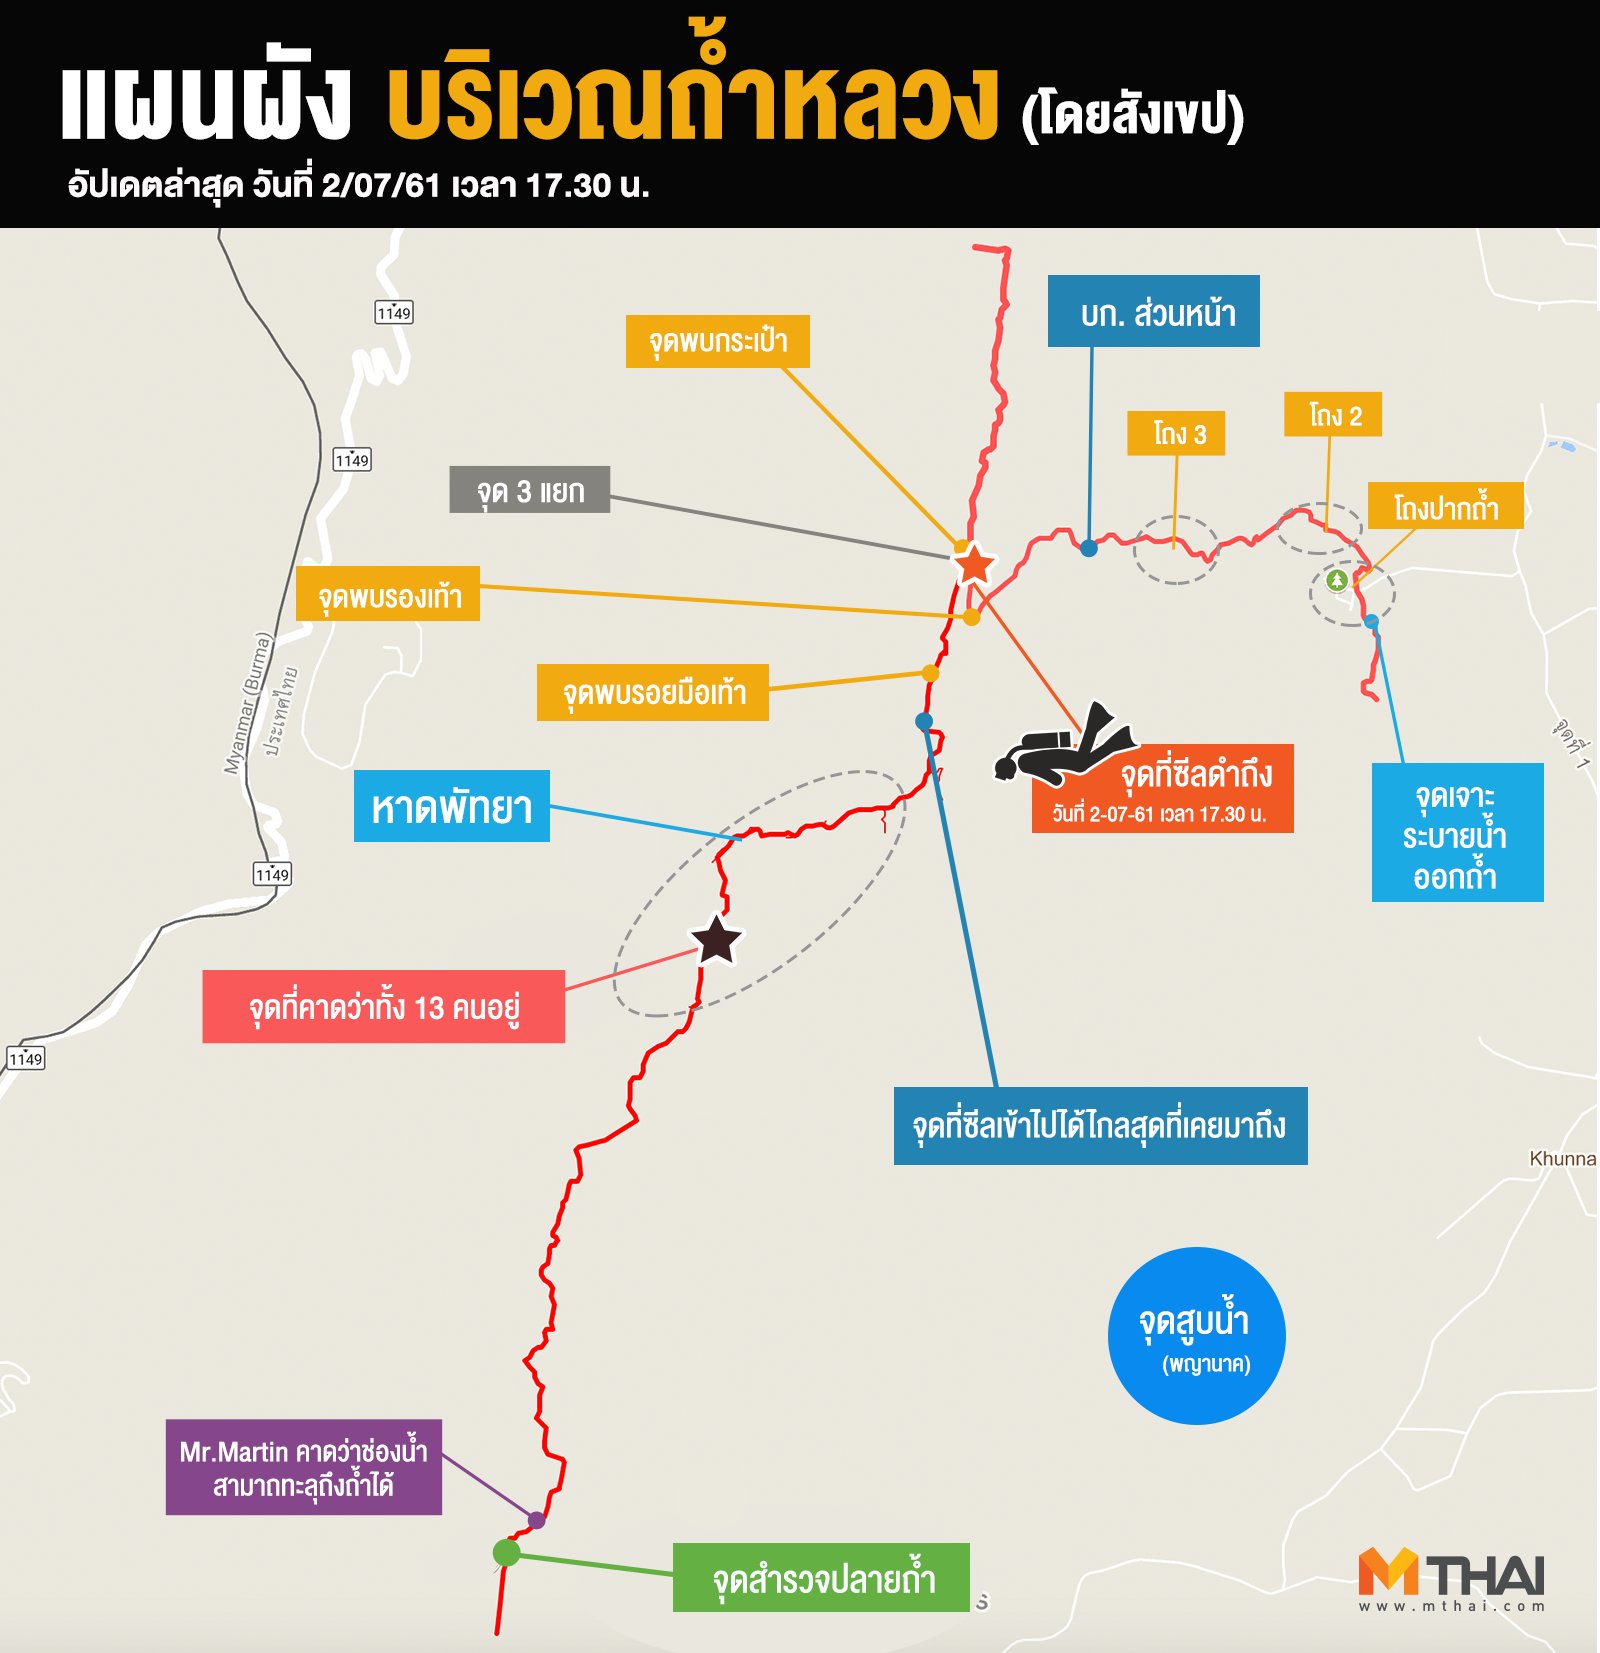 แผนผัง บริเวณถ้ำหลวง (โดยสังเขป)
อัปเดตล่าสุด วันที่ 2/07/61 เวลา 17.30 น.
1149
บก. ส่วนหน้า
จุดพบกระเป๋า
โถง 2
โถง 3
1149
จุด 3 แยก
โถงปากถ้ำ
จุดพบรองเท้า
จุดพบรอยมือเท้า
Myanmar (Burma)
ประเทศไทย
จุดที่ 1
จุดที่ซีลดำถึง
วันที่ 2-07-61 เวลา 17.30 น.
หาดพัทยา
จุดเจาะ
ระบายน้ำ
ออกถ้ำ
1149
จุดที่คาดว่าทั้ง 13 คนอยู่
1149
จุดที่ซีลเข้าไปได้ไกลสุดที่เคยมาถึง
Khunna
จุดสูบน้ำ
(พญานาค)
Mr.Martin คาดว่าช่องน้ำ
สามาถทะลุถึงถ้ำได้
จุดสำรวจปลายถ้ำ
s
MTHAI
www.mthai.com